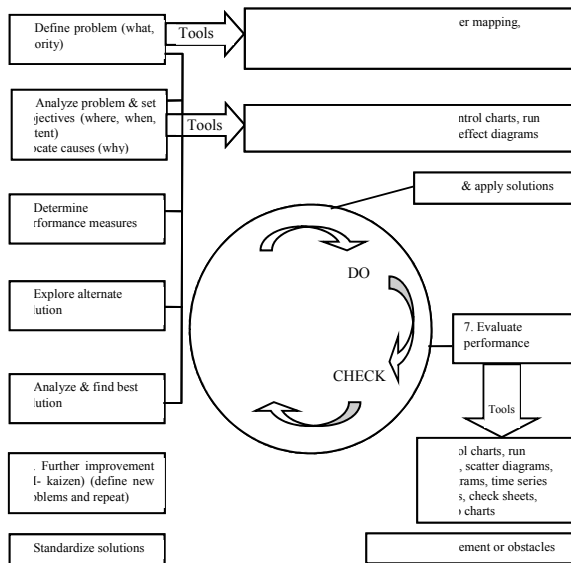 Define problem (what,
ority)
Tools
er mapping,
Analyze problem & set
jectives (where, when,
tent)
ocate causes (why)
Tools
ntrol charts, run
effect diagrams
& apply solutions
Determine
rformance measures
DO
Explore alternate
lution
7. Evaluate
performance
CHECK
Analyze & find best
lution
Tools
. Further improvement
I- kaizen) (define new
oblems and repeat)
ol charts, run
, scatter diagrams,
grams, time series
s, check sheets,
charts
Standardize solutions
ement or obstacles